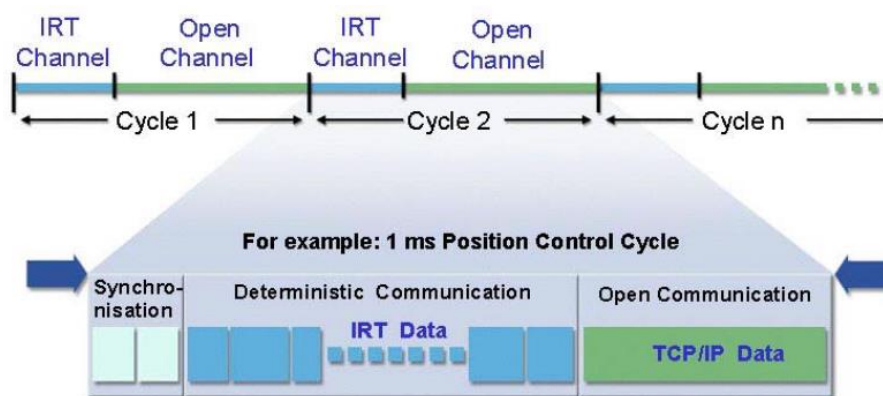 IRT
Channel
Open
Channel
IRT
Channel
Open
Channel
Cycle 1
Cycle 2
Cycle n
For example: 1 ms Position Control Cycle
Synchro-
nisation
Deterministic Communication
Open Communication
IRT Data
TCP/IP Data